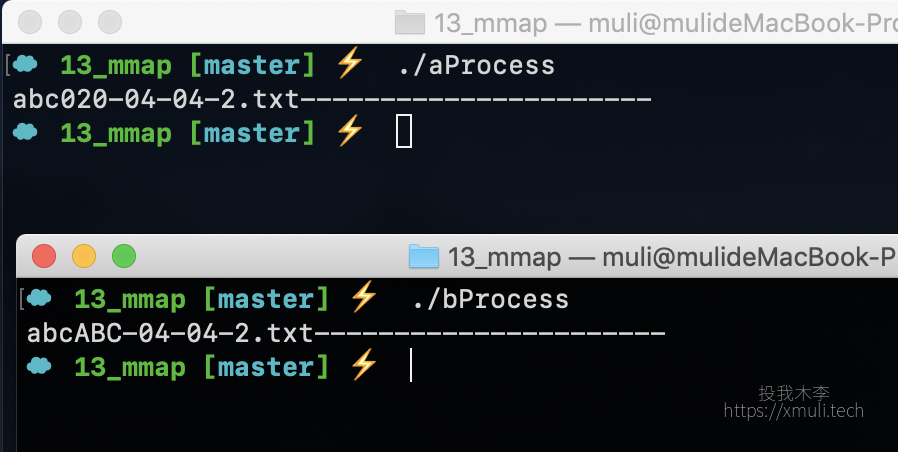 13_mmap — muli@mulideMacBook-Pro
13_mmap [master] ⚡ ./aProcess
abc020-04-04-2.txt----------------------
13_mmap [master] ⚡
13_mmap — muli@mulideMacBook-P
13_mmap [master] ⚡ ./bProcess
abcABC-04-04-2.txt----------------------
13_mmap [master] ⚡
投我木李
https://xmuli.tech